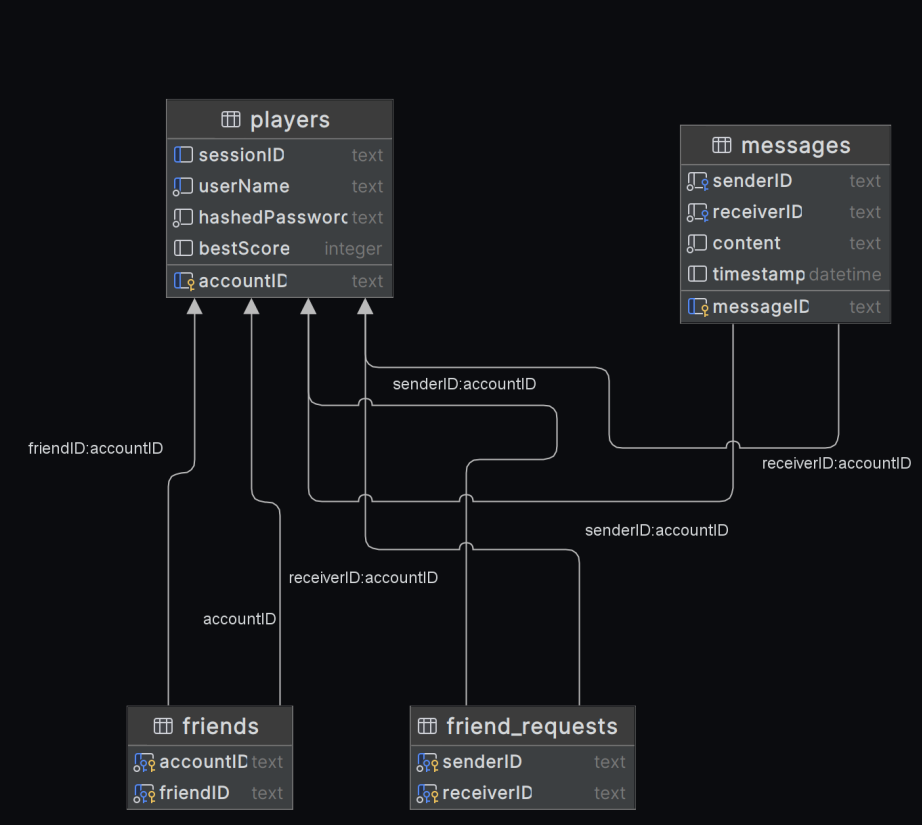 players
sessionID text
userName text
hashedPassword text
bestScore integer
accountID text
messages
senderID text
receiverID text
content text
timestamp datetime
messageID text
senderID:accountID
friendID:accountID
receiverID:accountID
senderID:accountID
receiverID:accountID
accountID
friends
accountID text
friendID text
friend_requests
senderID text
receiverID text